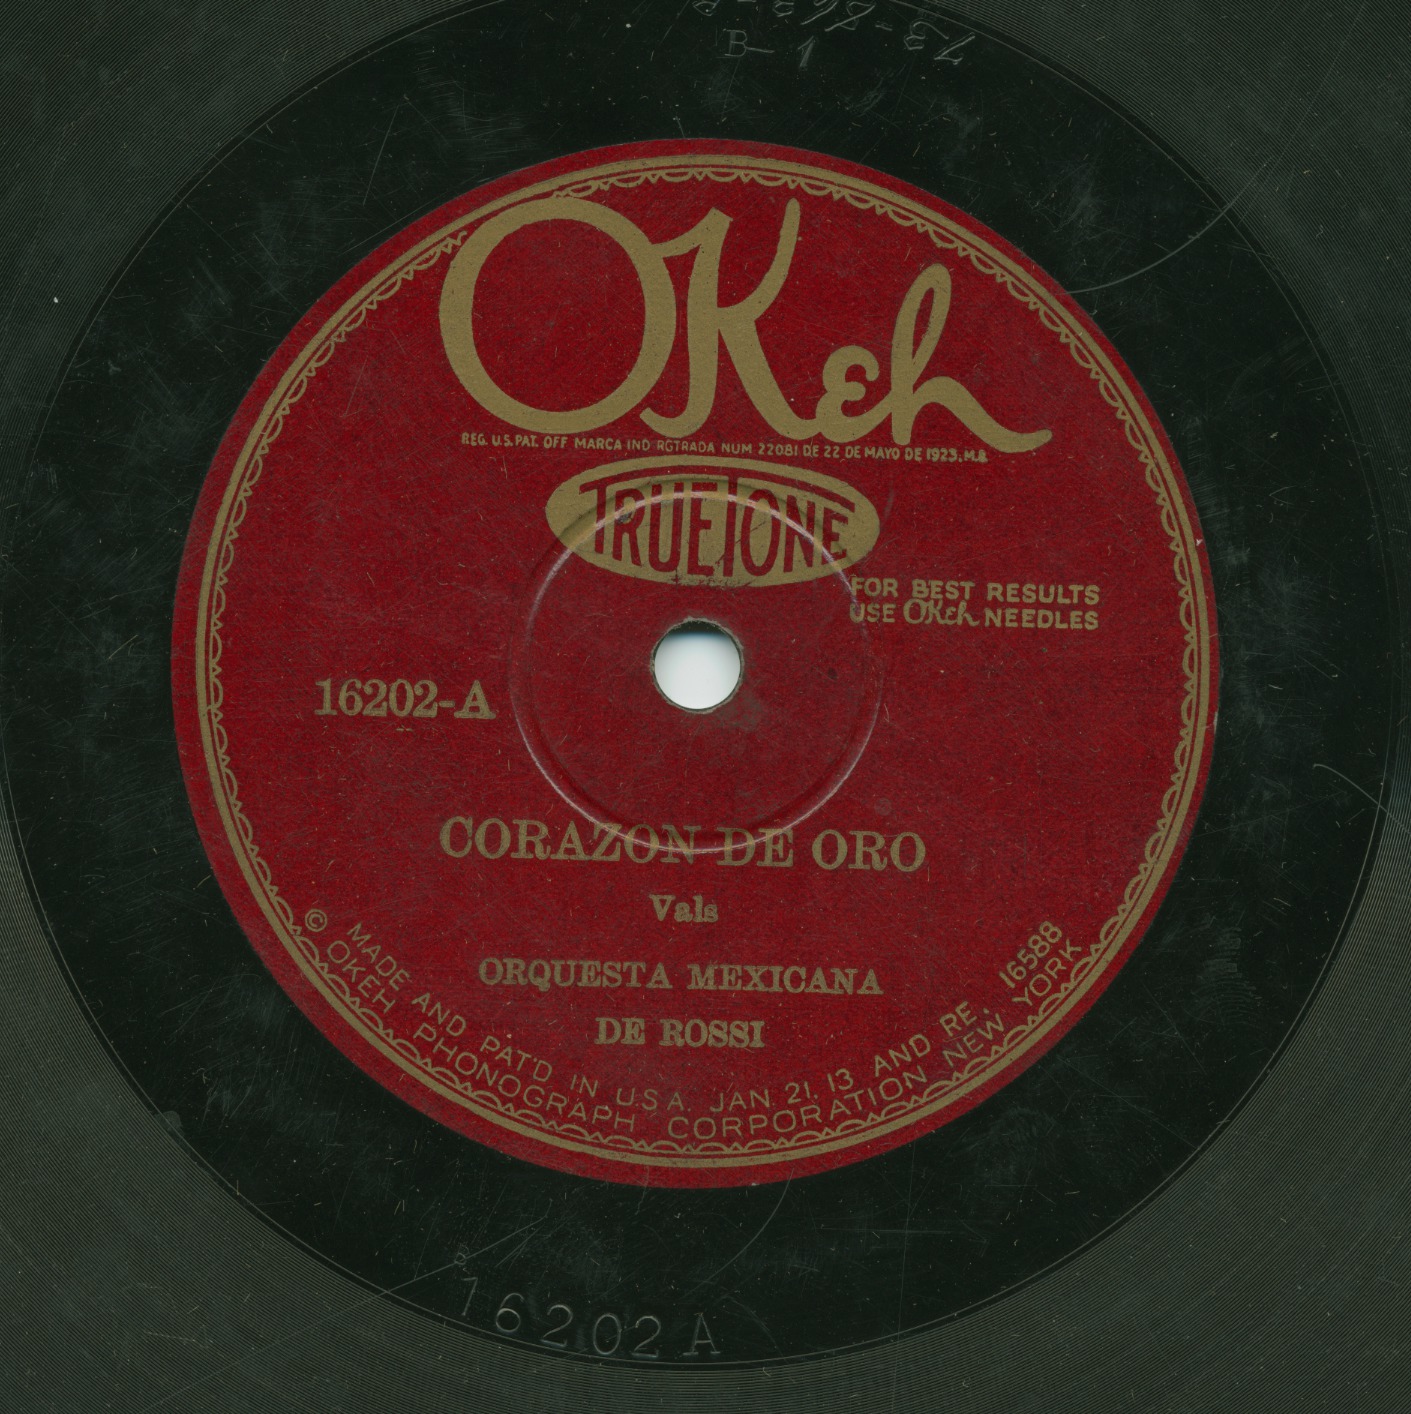 B-1
OKeh
REG. U.S. PAT. OFF MARCA IND RGTRADA NUM 22081 DE 22 DE MAYO DE 1923. M.B.
TRUETONE
FOR BEST RESULTS
USE OKeh NEEDLES
16202-A
CORAZON DE ORO
Vals
ORQUESTA MEXICANA
DE ROSSI
MADE AND PAT'D IN U.S.A. JAN. 21, 13 AND RE. 16588
© OKEH PHONOGRAPH CORPORATION NEW YORK
16202A